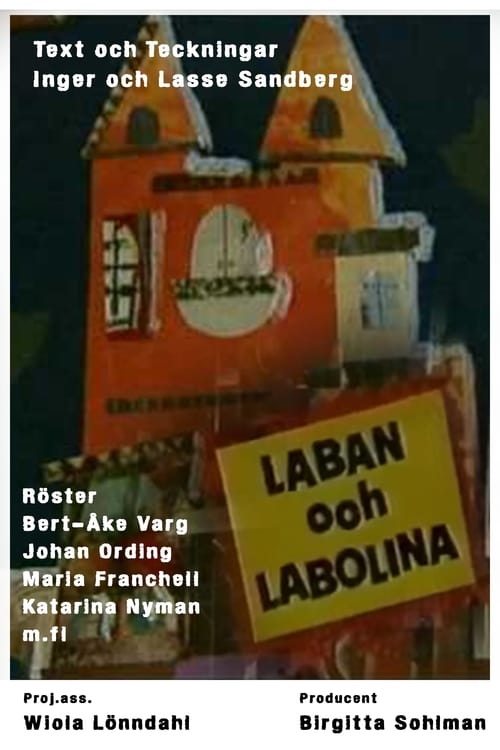 Text och Teckningar
Inger och Lasse Sandberg
LABAN
och
LABOLINA
Röster
Bert-Åke Varg
Johan Ording
Maria Franchell
Katarina Nyman
m.fl
Proj.ass.
Wiola Lönndahl
Producent
Birgitta Sohlman